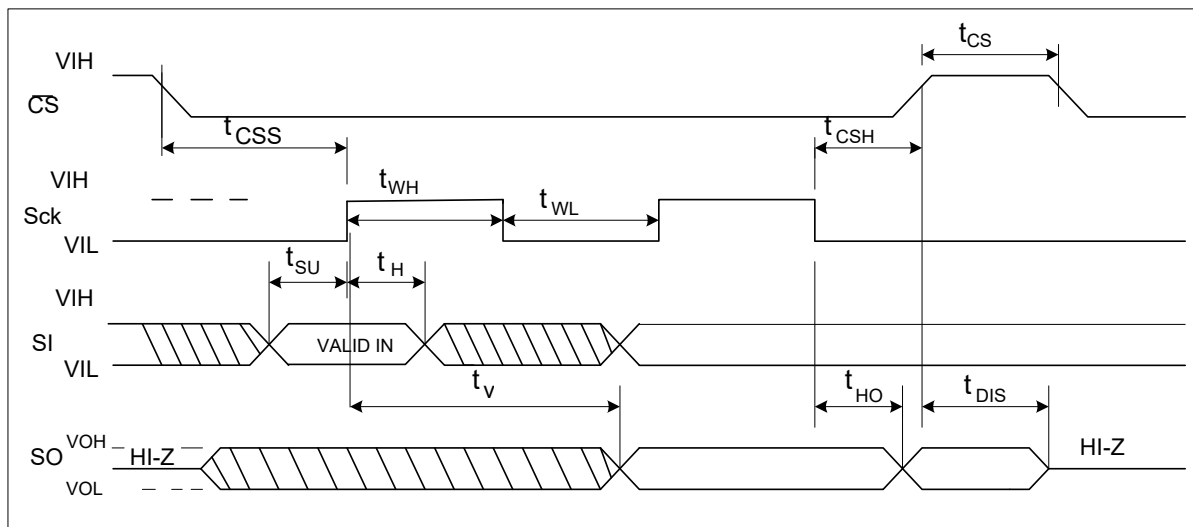 tCS
VIH
C̅S̅
tCSS
tCSH
VIH
tWH
tWL
Sck
VIL
tSU
tH
VIH
SI
VALID IN
VIL
tV
tHO
tDIS
VOH
SO
HI-Z
HI-Z
VOL